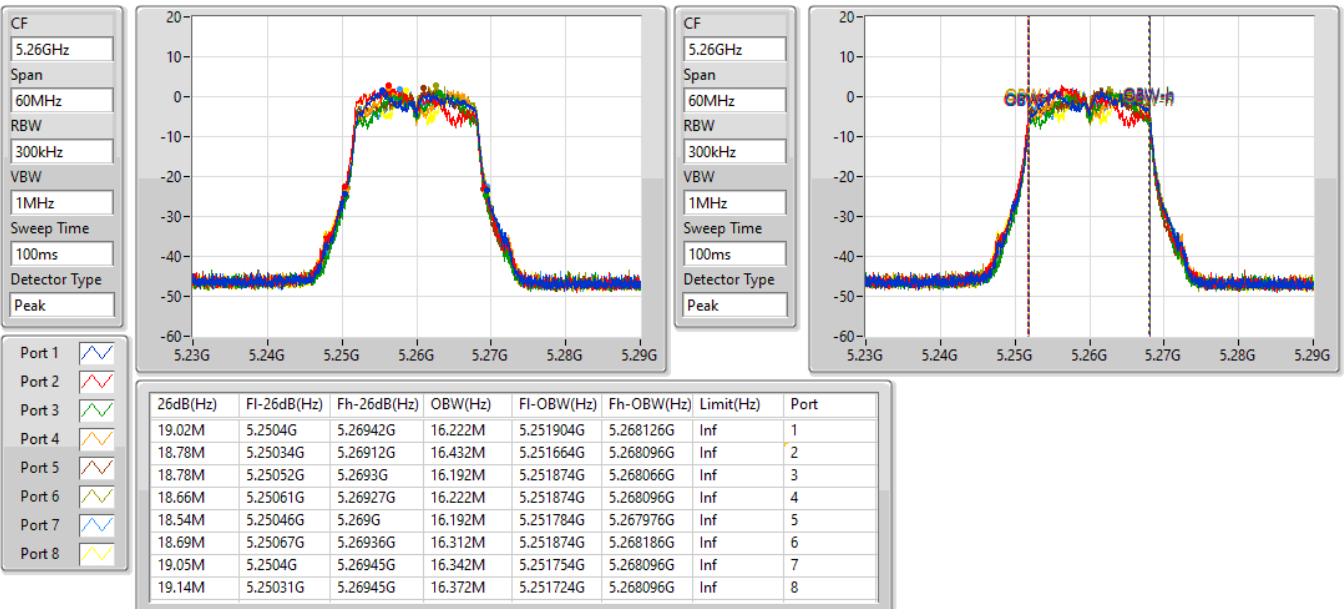 CF
5.26GHz
Span
60MHz
RBW
300kHz
VBW
1MHz
Sweep Time
100ms
Detector Type
Peak
20
10
0
-10
-20
-30
-40
-50
-60
5.23G 5.24G 5.25G 5.26G 5.27G 5.28G 5.29G
CF
5.26GHz
Span
60MHz
RBW
300kHz
VBW
1MHz
Sweep Time
100ms
Detector Type
Peak
20
10
0
-10
-20
-30
-40
-50
-60
OBW-h
5.23G 5.24G 5.25G 5.26G 5.27G 5.28G 5.29G
Port 1
Port 2
Port 3
Port 4
Port 5
Port 6
Port 7
Port 8
26dB(Hz) Fl-26dB(Hz) Fh-26dB(Hz) OBW(Hz) Fl-OBW(Hz) Fh-OBW(Hz) Limit(Hz) Port
19.02M 5.2504G 5.26942G 16.222M 5.251904G 5.268126G Inf 1
18.78M 5.25034G 5.26912G 16.432M 5.251664G 5.268096G Inf 2
18.78M 5.25052G 5.2693G 16.192M 5.251874G 5.268066G Inf 3
18.66M 5.25061G 5.26927G 16.222M 5.251874G 5.268096G Inf 4
18.54M 5.25046G 5.269G 16.192M 5.251784G 5.267976G Inf 5
18.69M 5.25067G 5.26936G 16.312M 5.251874G 5.268186G Inf 6
19.05M 5.2504G 5.26945G 16.342M 5.251754G 5.268096G Inf 7
19.14M 5.25031G 5.26945G 16.372M 5.251724G 5.268096G Inf 8